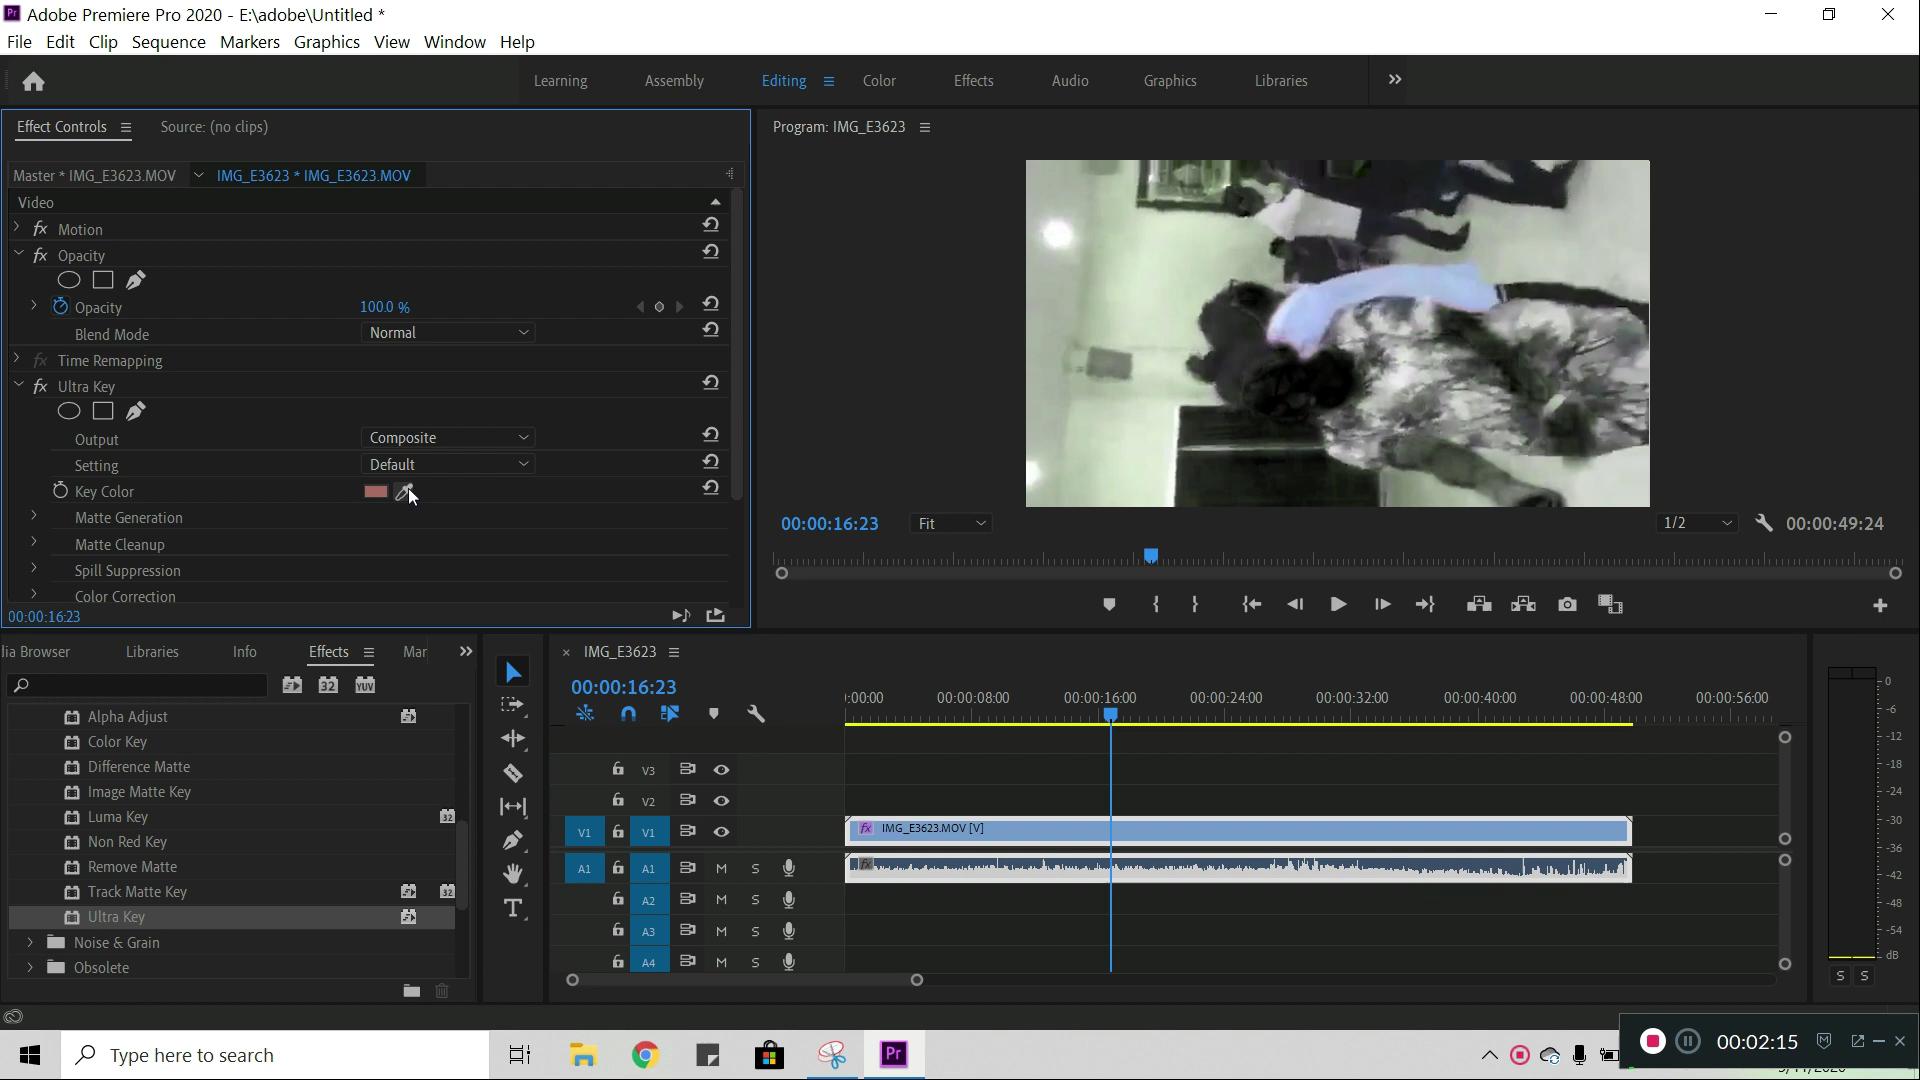 Adobe Premiere Pro 2020 - E:\adobe\Untitled *
File Edit Clip Sequence Markers Graphics View Window Help
Learning Assembly Editing Color Effects Audio Graphics Libraries
Effect Controls Source: (no clips)
Program: IMG_E3623
Master * IMG_E3623.MOV IMG_E3623 * IMG_E3623.MOV
Video
fx Motion
fx Opacity
Opacity 100.0 %
Blend Mode Normal
fx Time Remapping
fx Ultra Key
Output Composite
Setting Default
Key Color
Matte Generation
Matte Cleanup
Spill Suppression
Color Correction
00:00:16:23
00:00:16:23 Fit 1/2 00:00:49:24
lia Browser Libraries Info Effects Mar
32 YUV
Alpha Adjust
Color Key
Difference Matte
Image Matte Key
Luma Key 32
Non Red Key
Remove Matte
Track Matte Key 32
Ultra Key
Noise & Grain
Obsolete
IMG_E3623
00:00:16:23
:00:00 00:00:08:00 00:00:16:00 00:00:24:00 00:00:32:00 00:00:40:00 00:00:48:00 00:00:56:00
V3
V2
V1 V1 fx IMG_E3623.MOV [V]
A1 A1 M S fx
A2 M S
A3 M S
A4 M S
0
-6
-12
-18
-24
-30
-36
-42
-48
-54
dB
S S
Type here to search
Pr
00:02:15